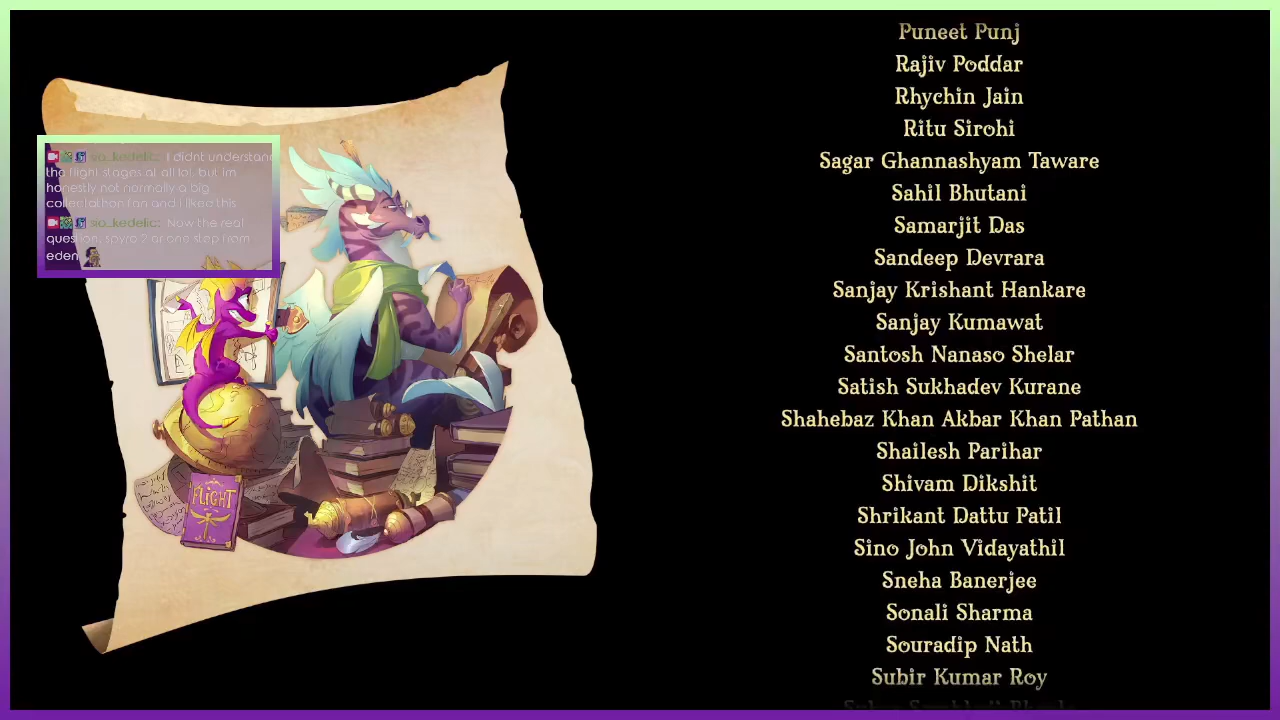 sio_kedelic: I didnt understand
the flight stages at all lol, but im
honestly not normally a big
collectathon fan and i liked this
sio_kedelic: Now the real
question, spyro 2 or one step from
eden
FLIGHT
Puneet Punj
Rajiv Poddar
Rhychin Jain
Ritu Sirohi
Sagar Ghannashyam Taware
Sahil Bhutani
Samarjit Das
Sandeep Devrara
Sanjay Krishant Hankare
Sanjay Kumawat
Santosh Nanaso Shelar
Satish Sukhadev Kurane
Shahebaz Khan Akbar Khan Pathan
Shailesh Parihar
Shivam Dikshit
Shrikant Dattu Patil
Sino John Vidayathil
Sneha Banerjee
Sonali Sharma
Souradip Nath
Subir Kumar Roy